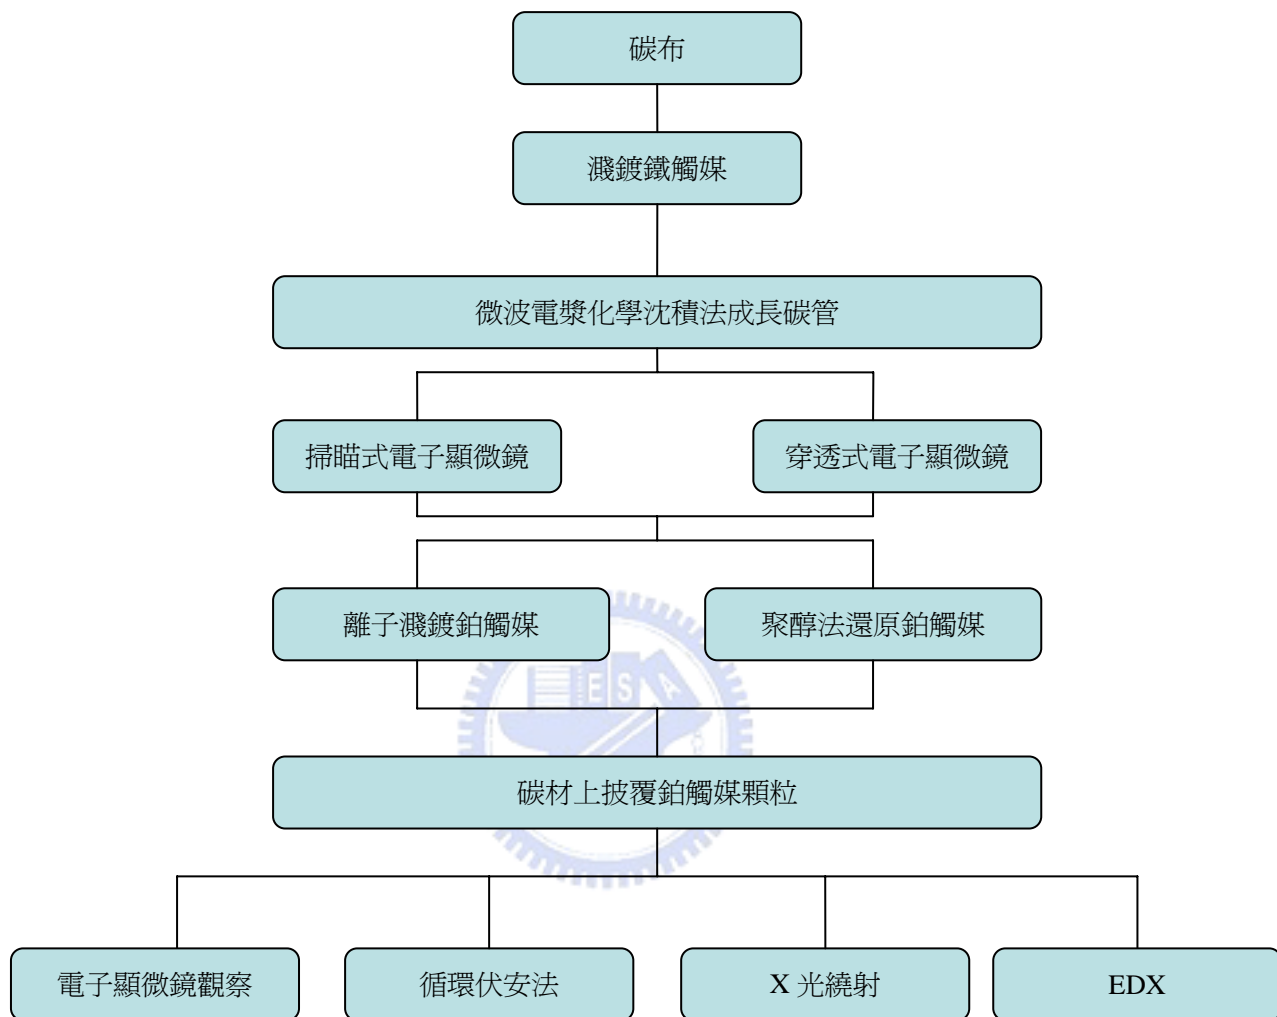 碳布
濺鍍鐵觸媒
微波電漿化學沈積法成長碳管
掃瞄式電子顯微鏡
穿透式電子顯微鏡
離子濺鍍鉑觸媒
聚醇法還原鉑觸媒
E S A
碳材上披覆鉑觸媒顆粒
電子顯微鏡觀察
循環伏安法
X 光繞射
EDX